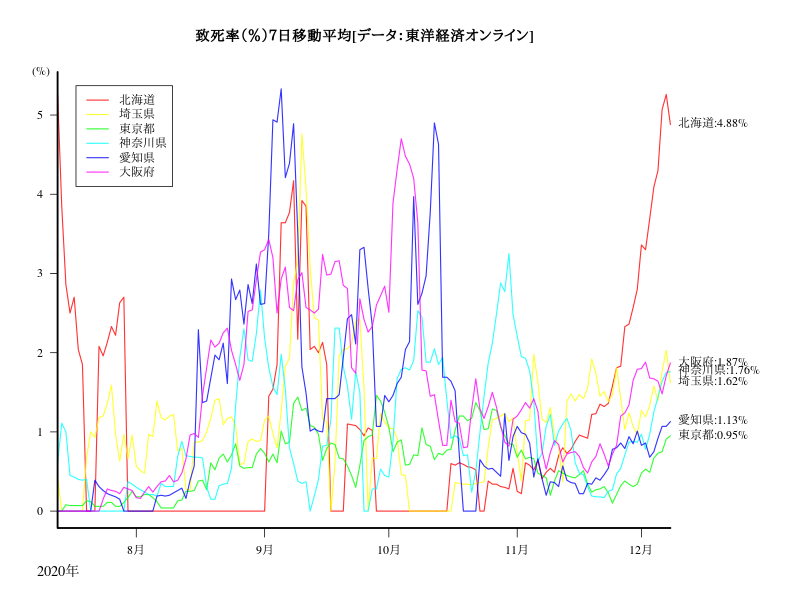 致死率(％)７日移動平均[データ：東洋経済オンライン]
(％)
5
4
3
2
1
0
北海道
埼玉県
東京都
神奈川県
愛知県
大阪府
北海道:4.88%
大阪府:1.87%
神奈川県:1.76%
埼玉県:1.62%
愛知県:1.13%
東京都:0.95%
8月 9月 10月 11月 12月
2020年